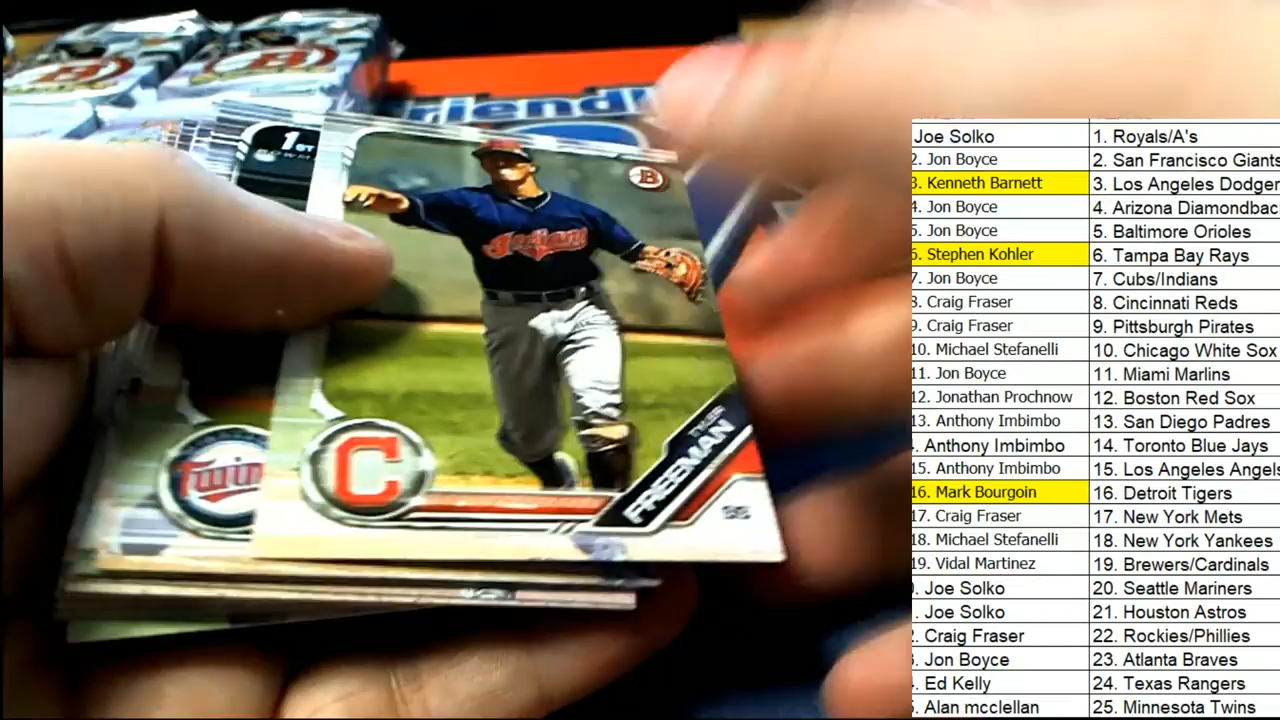 riendl
1ST
B
Indians
Twins
C
TYLER
FREEMAN
SS
Joe Solko 1. Royals/A's
2. Jon Boyce 2. San Francisco Giants
3. Kenneth Barnett 3. Los Angeles Dodger
4. Jon Boyce 4. Arizona Diamondbac
5. Jon Boyce 5. Baltimore Orioles
6. Stephen Kohler 6. Tampa Bay Rays
7. Jon Boyce 7. Cubs/Indians
8. Craig Fraser 8. Cincinnati Reds
9. Craig Fraser 9. Pittsburgh Pirates
10. Michael Stefanelli 10. Chicago White Sox
11. Jon Boyce 11. Miami Marlins
12. Jonathan Prochnow 12. Boston Red Sox
13. Anthony Imbimbo 13. San Diego Padres
. Anthony Imbimbo 14. Toronto Blue Jays
15. Anthony Imbimbo 15. Los Angeles Angels
16. Mark Bourgoin 16. Detroit Tigers
17. Craig Fraser 17. New York Mets
18. Michael Stefanelli 18. New York Yankees
19. Vidal Martinez 19. Brewers/Cardinals
. Joe Solko 20. Seattle Mariners
. Joe Solko 21. Houston Astros
2. Craig Fraser 22. Rockies/Phillies
3. Jon Boyce 23. Atlanta Braves
. Ed Kelly 24. Texas Rangers
. Alan mcclellan 25. Minnesota Twins